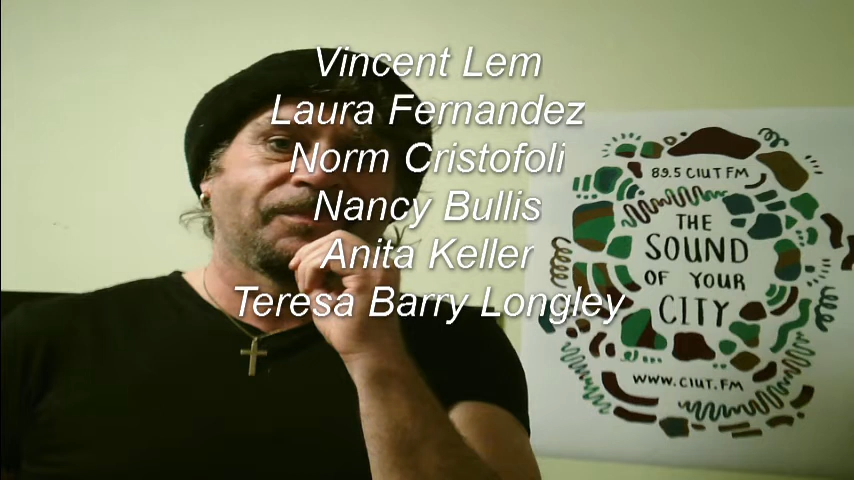 Vincent Lem
Laura Fernandez
Norm Cristofoli
Nancy Bullis
Anita Keller
Teresa Barry Longley
89.5 CIUT FM
THE
SOUND
OF YOUR
CITY
WWW.CIUT.FM